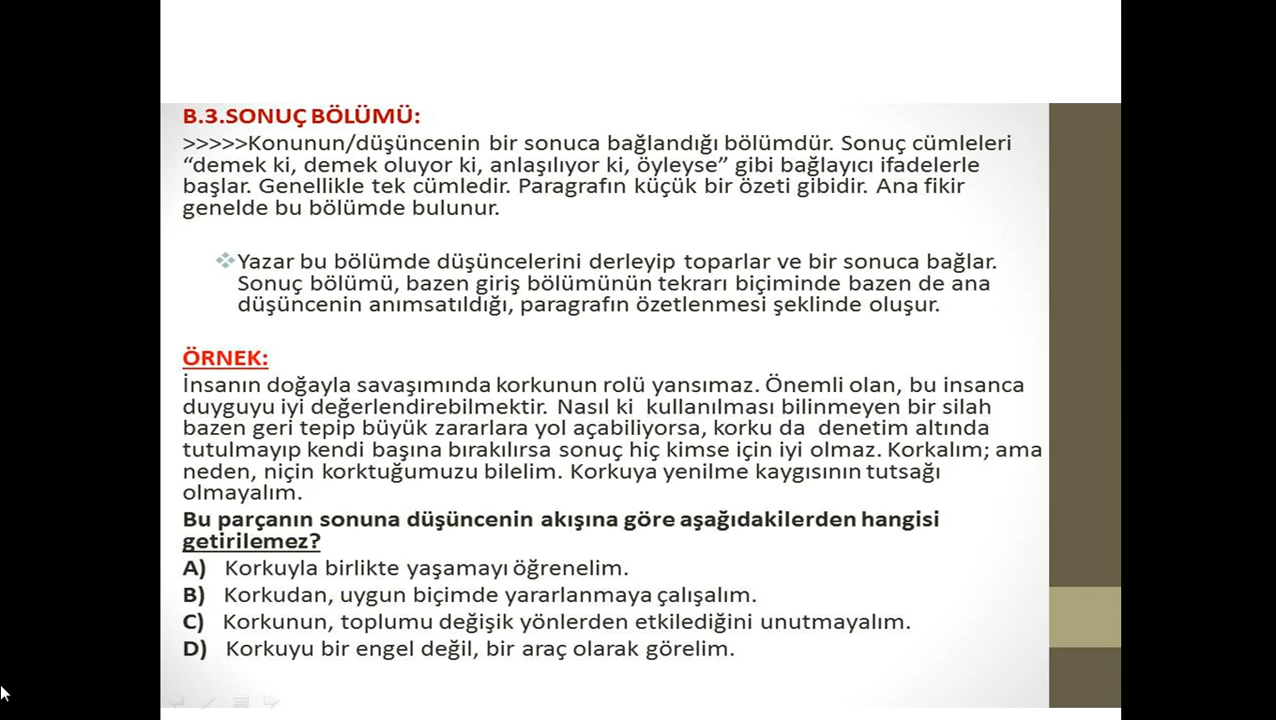 B.3.SONUÇ BÖLÜMÜ:
>>>>>Konunun/düşüncenin bir sonuca bağlandığı bölümdür. Sonuç cümleleri
“demek ki, demek oluyor ki, anlaşılıyor ki, öyleyse” gibi bağlayıcı ifadelerle
başlar. Genellikle tek cümledir. Paragrafın küçük bir özeti gibidir. Ana fikir
genelde bu bölümde bulunur.
Yazar bu bölümde düşüncelerini derleyip toparlar ve bir sonuca bağlar.
Sonuç bölümü, bazen giriş bölümünün tekrarı biçiminde bazen de ana
düşüncenin anımsatıldığı, paragrafın özetlenmesi şeklinde oluşur.
ÖRNEK:
İnsanın doğayla savaşımında korkunun rolü yansımaz. Önemli olan, bu insanca
duyguyu iyi değerlendirebilmektir. Nasıl ki kullanılması bilinmeyen bir silah
bazen geri tepip büyük zararlara yol açabiliyorsa, korku da denetim altında
tutulmayıp kendi başına bırakılırsa sonuç hiç kimse için iyi olmaz. Korkalım; ama
neden, niçin korktuğumuzu bilelim. Korkuya yenilme kaygısının tutsağı
olmayalım.
Bu parçanın sonuna düşüncenin akışına göre aşağıdakilerden hangisi
getirilemez?
A) Korkuyla birlikte yaşamayı öğrenelim.
B) Korkudan, uygun biçimde yararlanmaya çalışalım.
C) Korkunun, toplumu değişik yönlerden etkilediğini unutmayalım.
D) Korkuyu bir engel değil, bir araç olarak görelim.